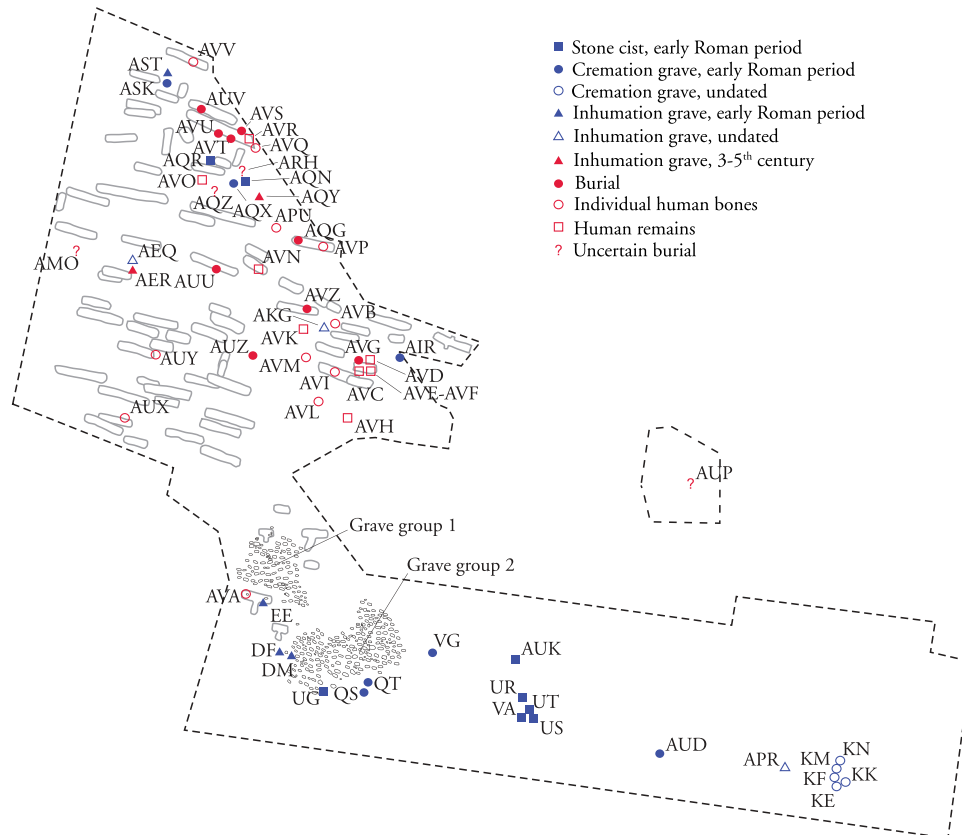 AVV
AST
ASK
AUV
AVS
AVU
AVR
AVT
AVQ
AQR
ARH
AVO
?
AQN
?
AQZ
AQX
AQY
APU
AQG
AVP
?
AMO
AEQ
AVN
AER
AUU
AVZ
AKG
AVB
AVK
AUY
AUZ
AVM
AVG
AIR
AVD
AVI
AVC
AVE-AVF
AVL
AUX
AVH
Stone cist, early Roman period
Cremation grave, early Roman period
Cremation grave, undated
Inhumation grave, early Roman period
Inhumation grave, undated
Inhumation grave, 3-5th century
Burial
Individual human bones
Human remains
? Uncertain burial
AUP
?
Grave group 1
Grave group 2
AVA
EE
DF
DM
UG
QS
QT
VG
AUK
UR
VA
UT
US
AUD
APR
KM
KN
KF
KK
KE